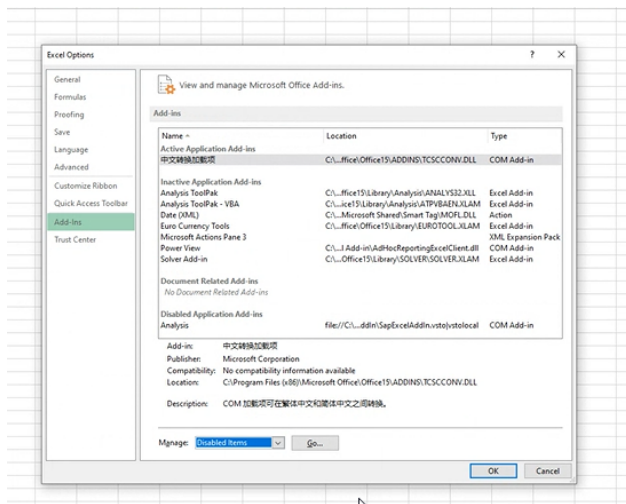 Excel Options
? ×
General
Formulas
Proofing
Save
Language
Advanced
Customize Ribbon
Quick Access Toolbar
Add-Ins
Trust Center
View and manage Microsoft Office Add-ins.
Add-ins
Name Location Type
Active Application Add-ins
中文转换加载项 C:\...ffice\Office15\ADDINS\TCSCCONV.DLL COM Add-in
Inactive Application Add-ins
Analysis ToolPak C:\...ffice15\Library\Analysis\ANALYS32.XLL Excel Add-in
Analysis ToolPak - VBA C:\...ice15\Library\Analysis\ATPVBAEN.XLAM Excel Add-in
Date (XML) C:\...Microsoft Shared\Smart Tag\MOFL.DLL Action
Euro Currency Tools C:\...ffice\Office15\Library\EUROTOOL.XLAM Excel Add-in
Microsoft Actions Pane 3 XML Expansion Pack
Power View C:\...l Add-in\AdHocReportingExcelClient.dll COM Add-in
Solver Add-in C:\...Office15\Library\SOLVER\SOLVER.XLAM Excel Add-in
Document Related Add-ins
No Document Related Add-ins
Disabled Application Add-ins
Analysis file://C:\...ddIn\SapExcelAddIn.vsto|vstolocal COM Add-in
Add-in: 中文转换加载项
Publisher: Microsoft Corporation
Compatibility: No compatibility information available
Location: C:\Program Files (x86)\Microsoft Office\Office15\ADDINS\TCSCCONV.DLL
Description: COM 加载项可在繁体中文和简体中文之间转换。
Manage: Disabled Items Go...
OK Cancel